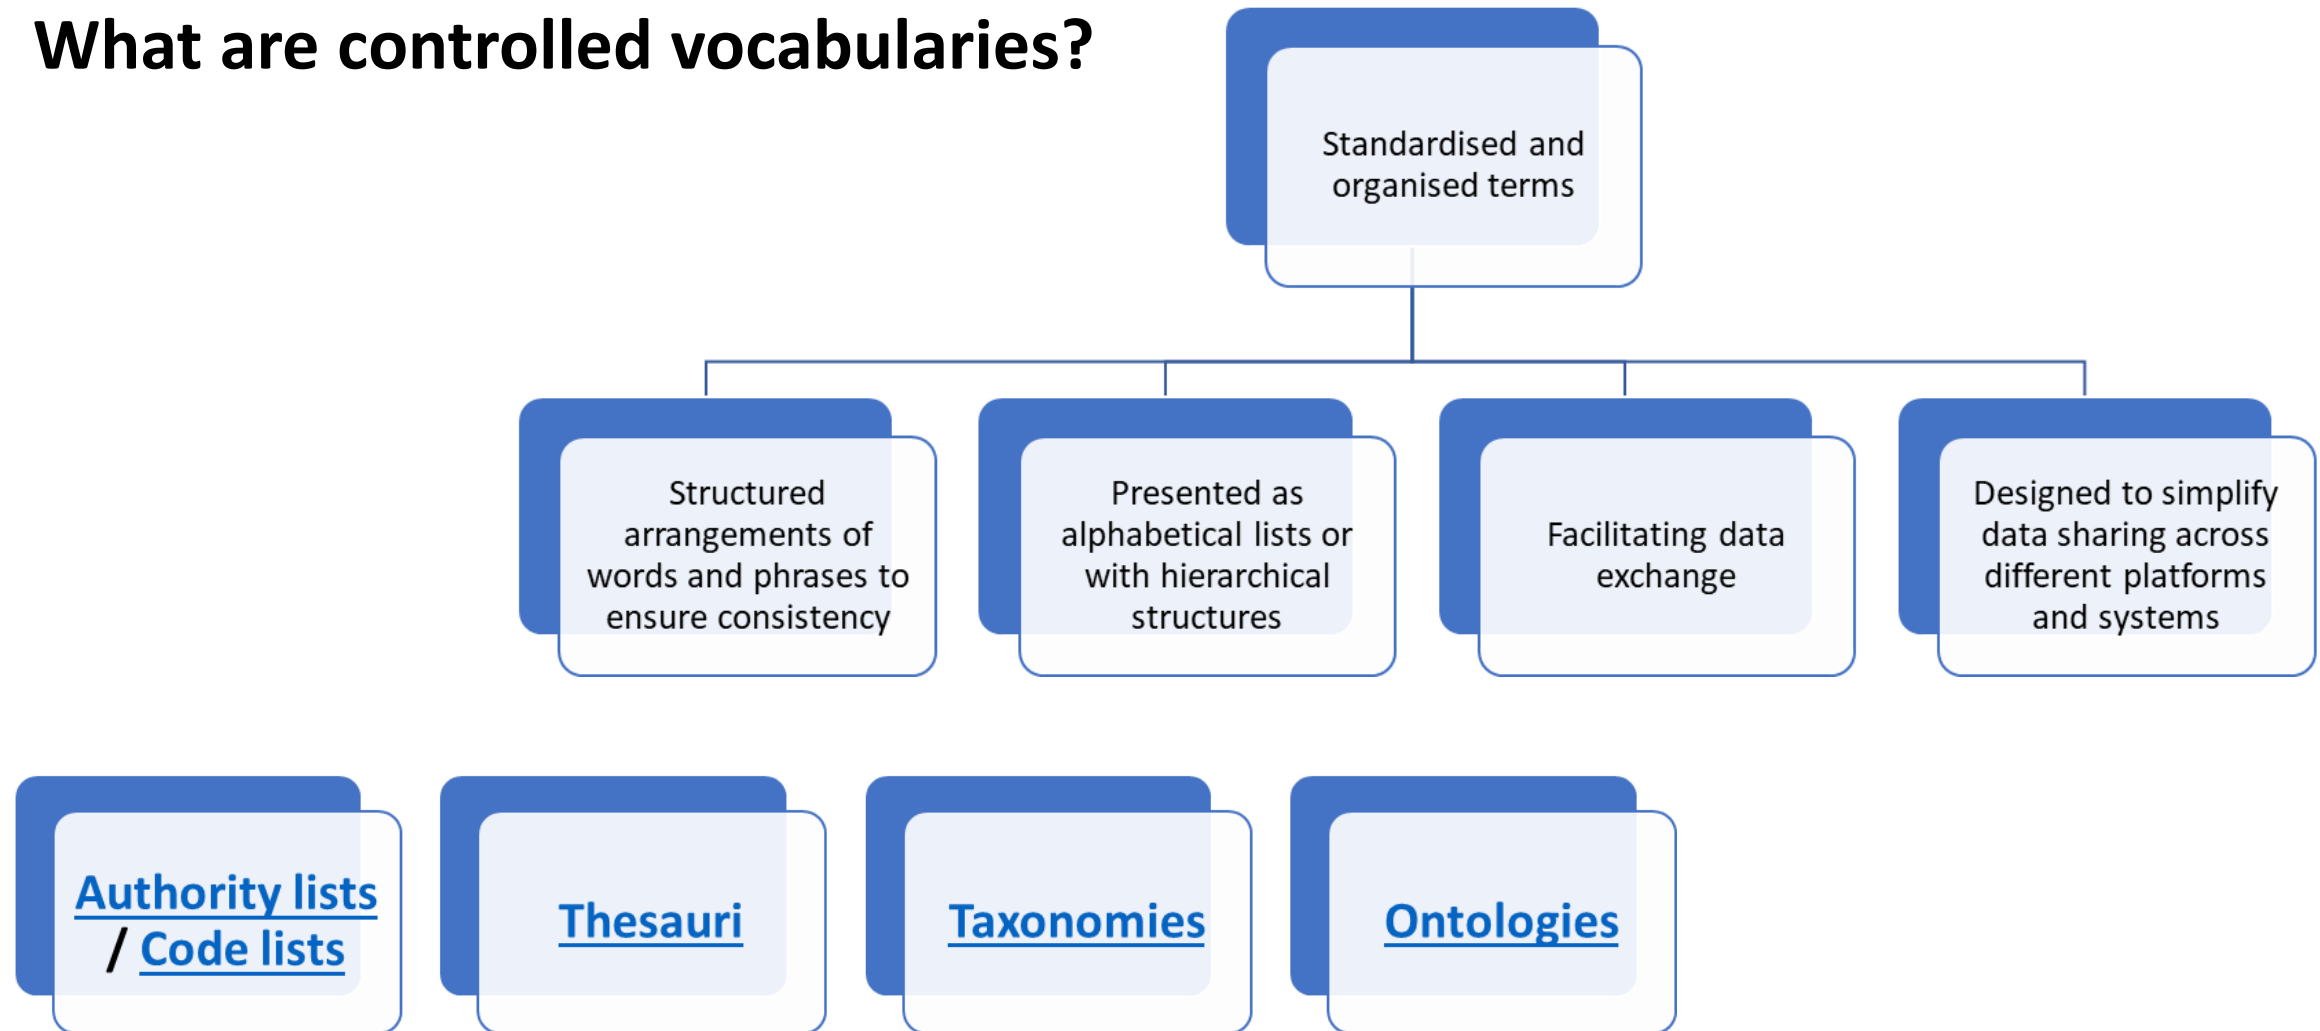 What are controlled vocabularies?
Standardised and
organised terms
Structured
arrangements of
words and phrases to
ensure consistency
Presented as
alphabetical lists or
with hierarchical
structures
Facilitating data
exchange
Designed to simplify
data sharing across
different platforms
and systems
Authority lists
/ Code lists
Thesauri
Taxonomies
Ontologies